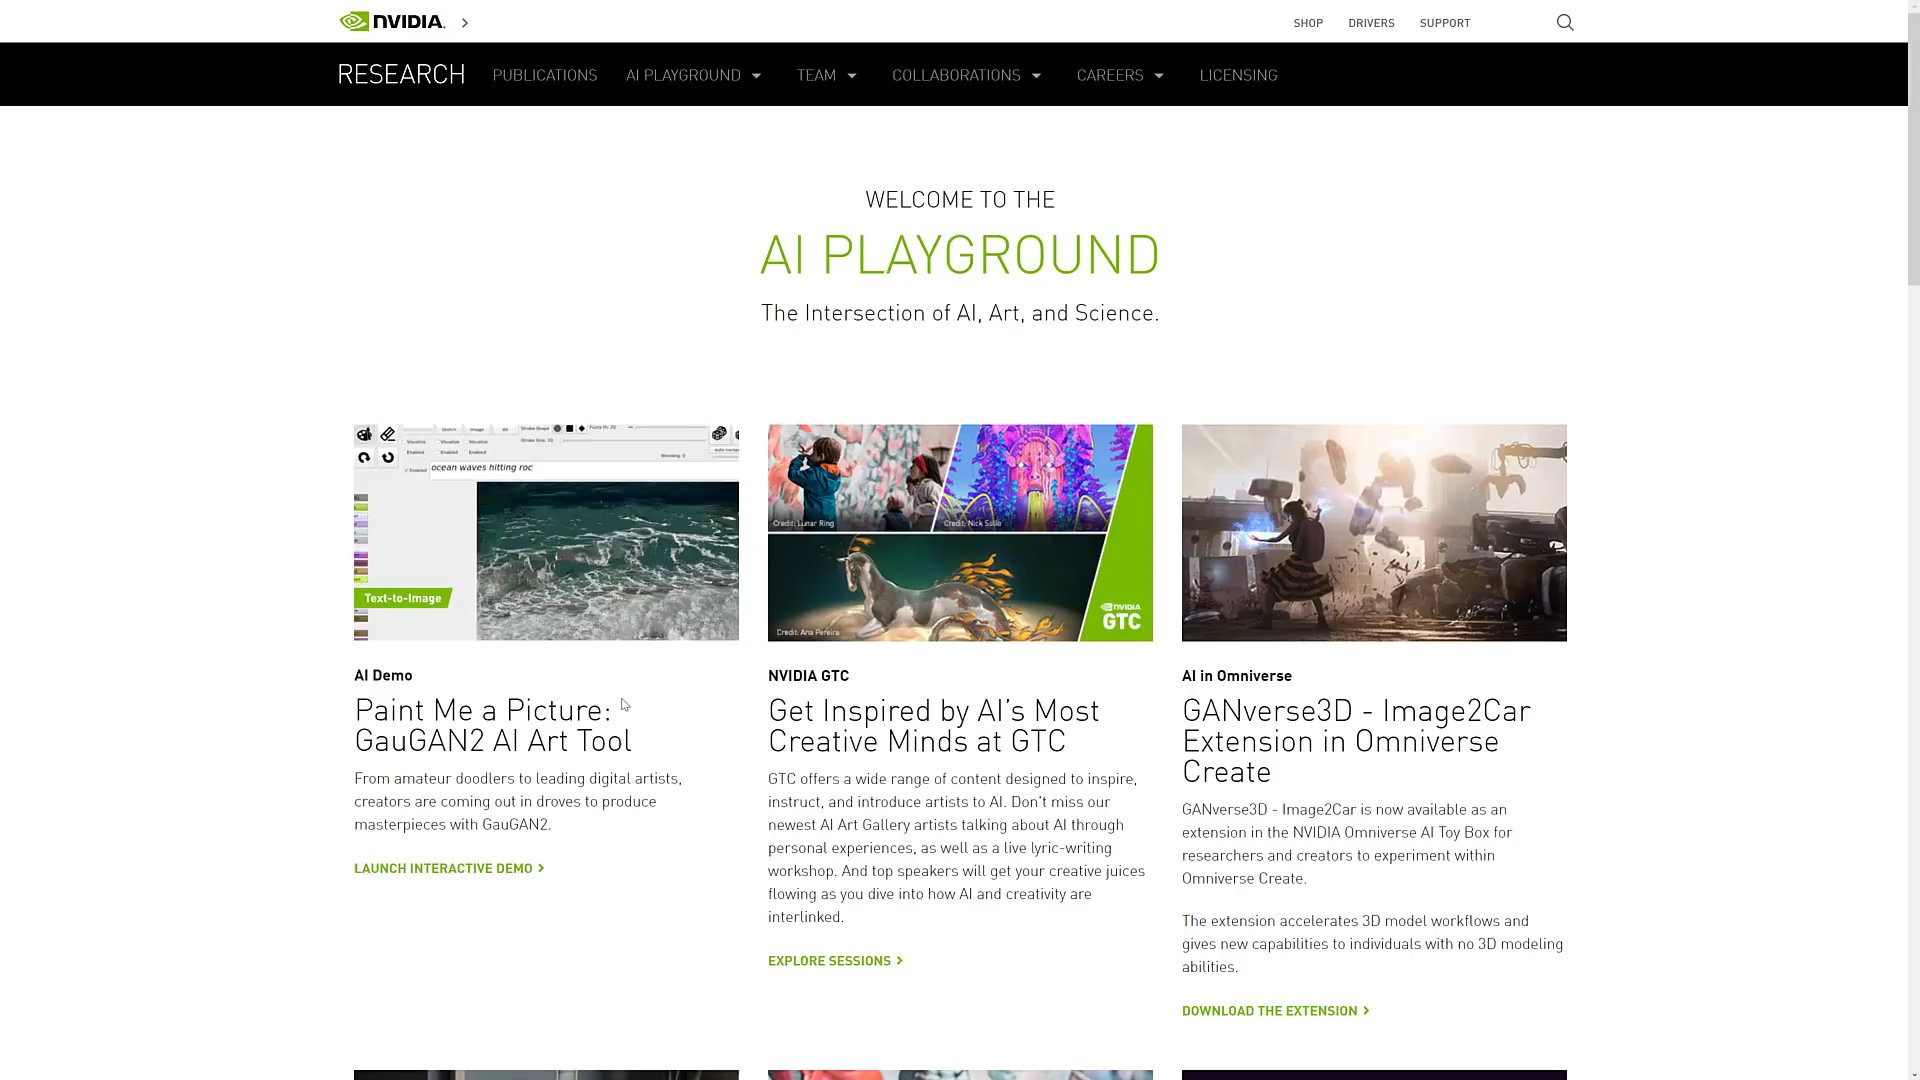 NVIDIA.
SHOP
DRIVERS
SUPPORT
RESEARCH
PUBLICATIONS
AI PLAYGROUND
TEAM
COLLABORATIONS
CAREERS
LICENSING
WELCOME TO THE
AI PLAYGROUND
The Intersection of AI, Art, and Science.
ocean waves hitting roc
Text-to-Image
Credit: Lunar Ring
Credit: Nick Sullo
Credit: Ana Pereira
NVIDIA
GTC
AI Demo
Paint Me a Picture:
GauGAN2 AI Art Tool
From amateur doodlers to leading digital artists,
creators are coming out in droves to produce
masterpieces with GauGAN2.
LAUNCH INTERACTIVE DEMO
NVIDIA GTC
Get Inspired by AI's Most
Creative Minds at GTC
GTC offers a wide range of content designed to inspire,
instruct, and introduce artists to AI. Don't miss our
newest AI Art Gallery artists talking about AI through
personal experiences, as well as a live lyric-writing
workshop. And top speakers will get your creative juices
flowing as you dive into how AI and creativity are
interlinked.
EXPLORE SESSIONS
AI in Omniverse
GANverse3D - Image2Car
Extension in Omniverse
Create
GANverse3D - Image2Car is now available as an
extension in the NVIDIA Omniverse AI Toy Box for
researchers and creators to experiment within
Omniverse Create.
The extension accelerates 3D model workflows and
gives new capabilities to individuals with no 3D modeling
abilities.
DOWNLOAD THE EXTENSION